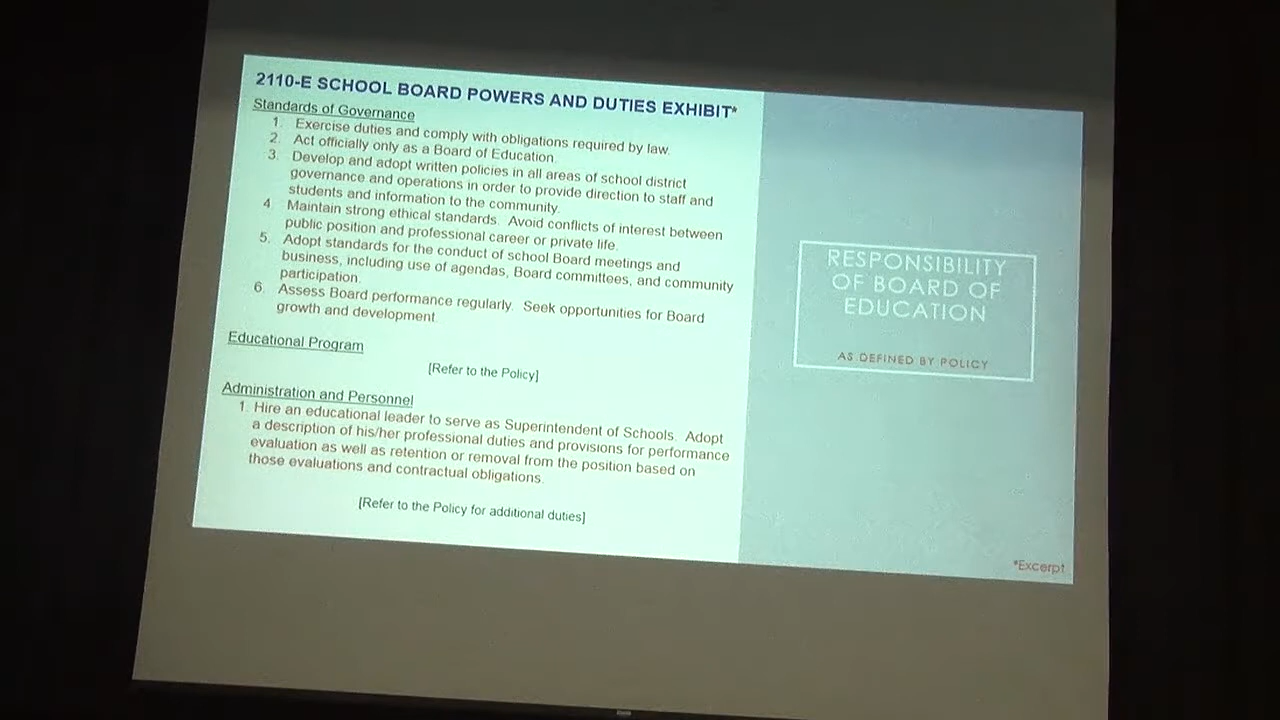 2110-E SCHOOL BOARD POWERS AND DUTIES EXHIBIT*
Standards of Governance
1. Exercise duties and comply with obligations required by law.
2. Act officially only as a Board of Education.
3. Develop and adopt written policies in all areas of school district
governance and operations in order to provide direction to staff and
students and information to the community.
4. Maintain strong ethical standards. Avoid conflicts of interest between
public position and professional career or private life.
5. Adopt standards for the conduct of school Board meetings and
business, including use of agendas, Board committees, and community
participation.
6. Assess Board performance regularly. Seek opportunities for Board
growth and development.
Educational Program
[Refer to the Policy]
Administration and Personnel
1. Hire an educational leader to serve as Superintendent of Schools. Adopt
a description of his/her professional duties and provisions for performance
evaluation as well as retention or removal from the position based on
those evaluations and contractual obligations.
[Refer to the Policy for additional duties]
RESPONSIBILITY
OF BOARD OF
EDUCATION
AS DEFINED BY POLICY
*Excerpt